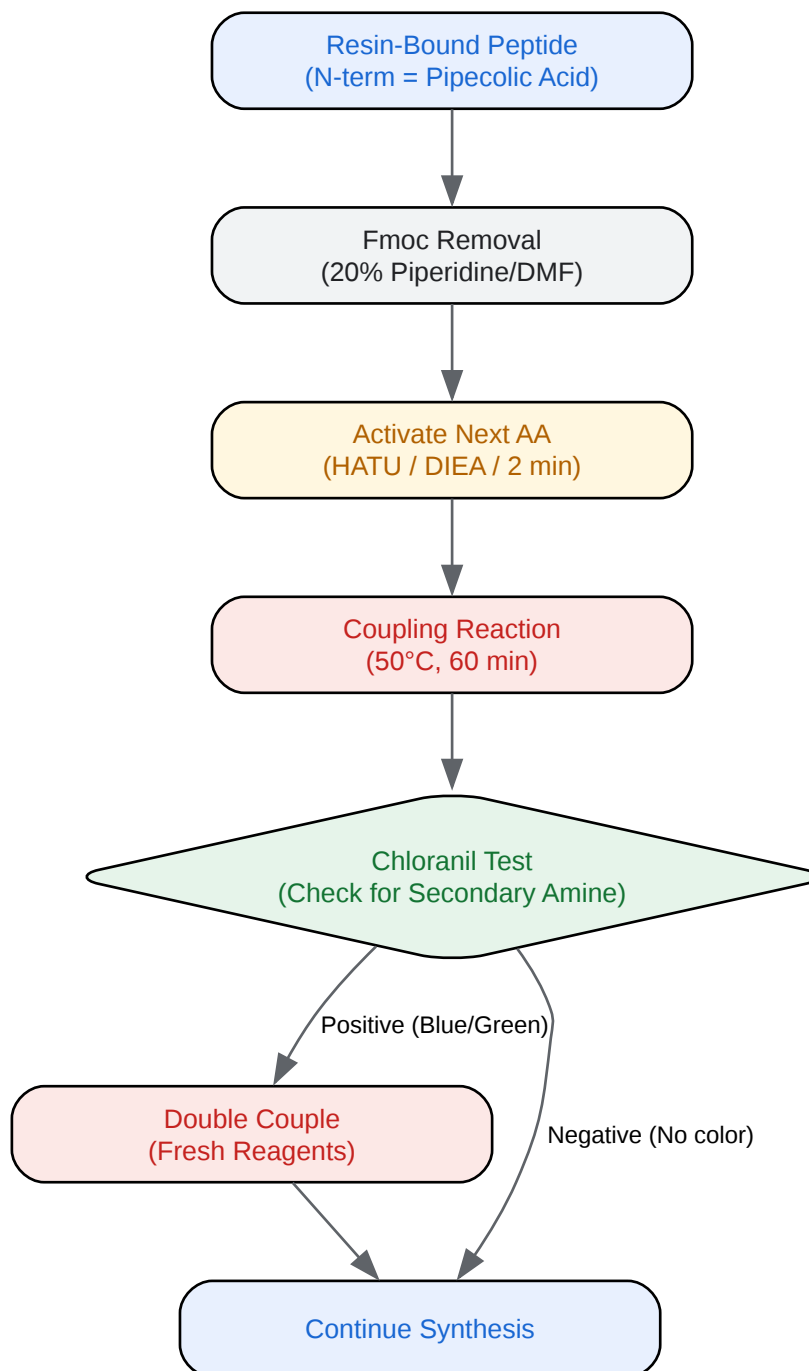 Resin-Bound Peptide
(N-term = Pipecolic Acid)
Fmoc Removal
(20% Piperidine/DMF)
Activate Next AA
(HATU / DIEA / 2 min)
Coupling Reaction
(50°C, 60 min)
Chloranil Test
(Check for Secondary Amine)
Positive (Blue/Green)
Double Couple
(Fresh Reagents)
Negative (No color)
Continue Synthesis